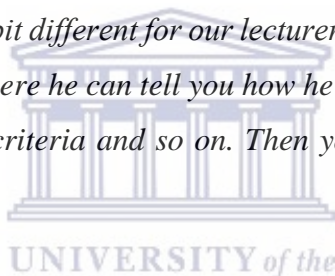 bit different for our lecturer
ere he can tell you how he
criteria and so on. Then yo
UNIVERSITY of the